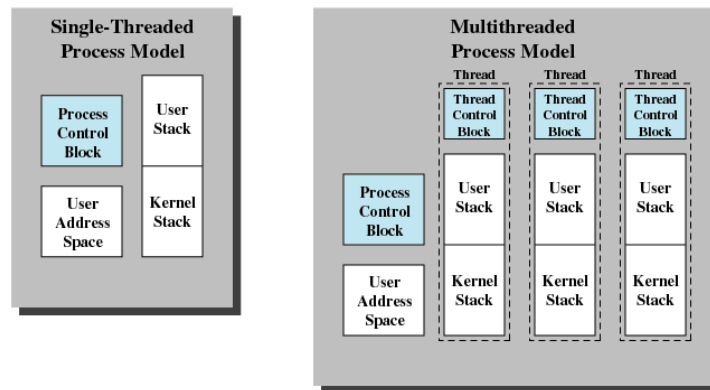 Single-Threaded
Process Model
Process
Control
Block
User
Stack
User
Address
Space
Kernel
Stack
Multithreaded
Process Model
Thread
Thread
Thread
Thread
Control
Block
Thread
Control
Block
Thread
Control
Block
Process
Control
Block
User
Stack
User
Stack
User
Stack
User
Address
Space
Kernel
Stack
Kernel
Stack
Kernel
Stack